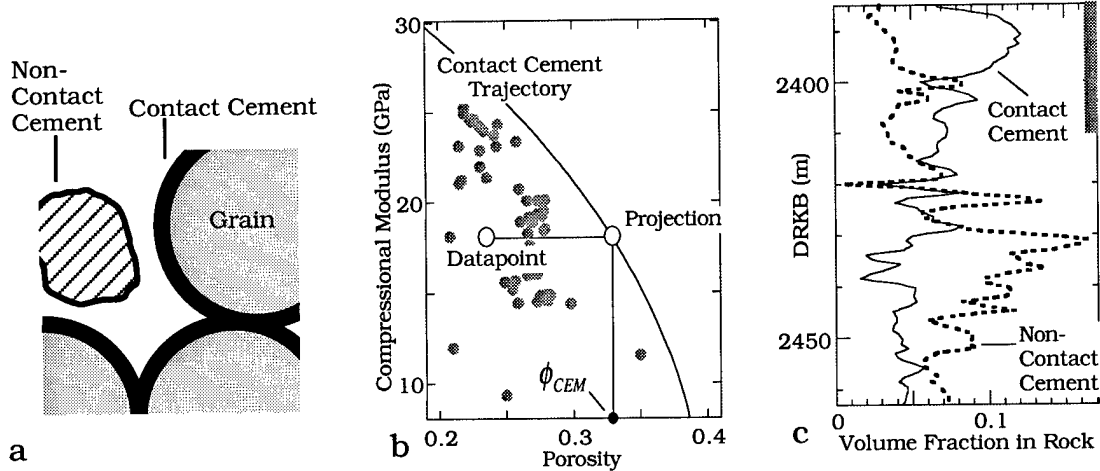 Non-
Contact
Cement
Contact Cement
Grain
a
30
20
10
Compressional Modulus (GPa)
Contact Cement
Trajectory
Projection
Datapoint
ϕCEM
0.2
0.3
0.4
b
Porosity
2400
2450
DRKB (m)
Contact
Cement
Non-
Contact
Cement
0
0.1
c
Volume Fraction in Rock